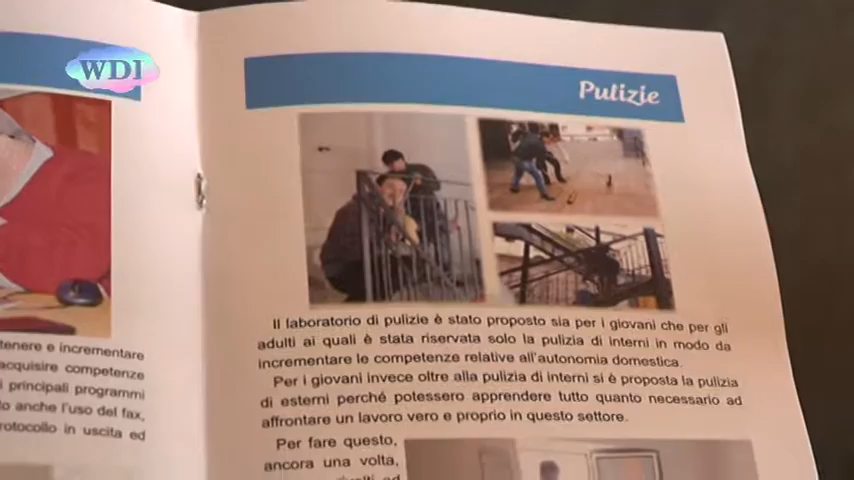 WDI
tenere e incrementare
acquisire competenze
principali programmi
anche l'uso del fax,
protocollo in uscita ed
Pulizie
Il laboratorio di pulizie è stato proposto sia per i giovani che per gli
adulti ai quali è stata riservata solo la pulizia di interni in modo da
incrementare le competenze relative all'autonomia domestica.
Per i giovani invece oltre alla pulizia di interni si è proposta la pulizia
di esterni perché potessero apprendere tutto quanto necessario ad
affrontare un lavoro vero e proprio in questo settore.
Per fare questo,
ancora una volta,